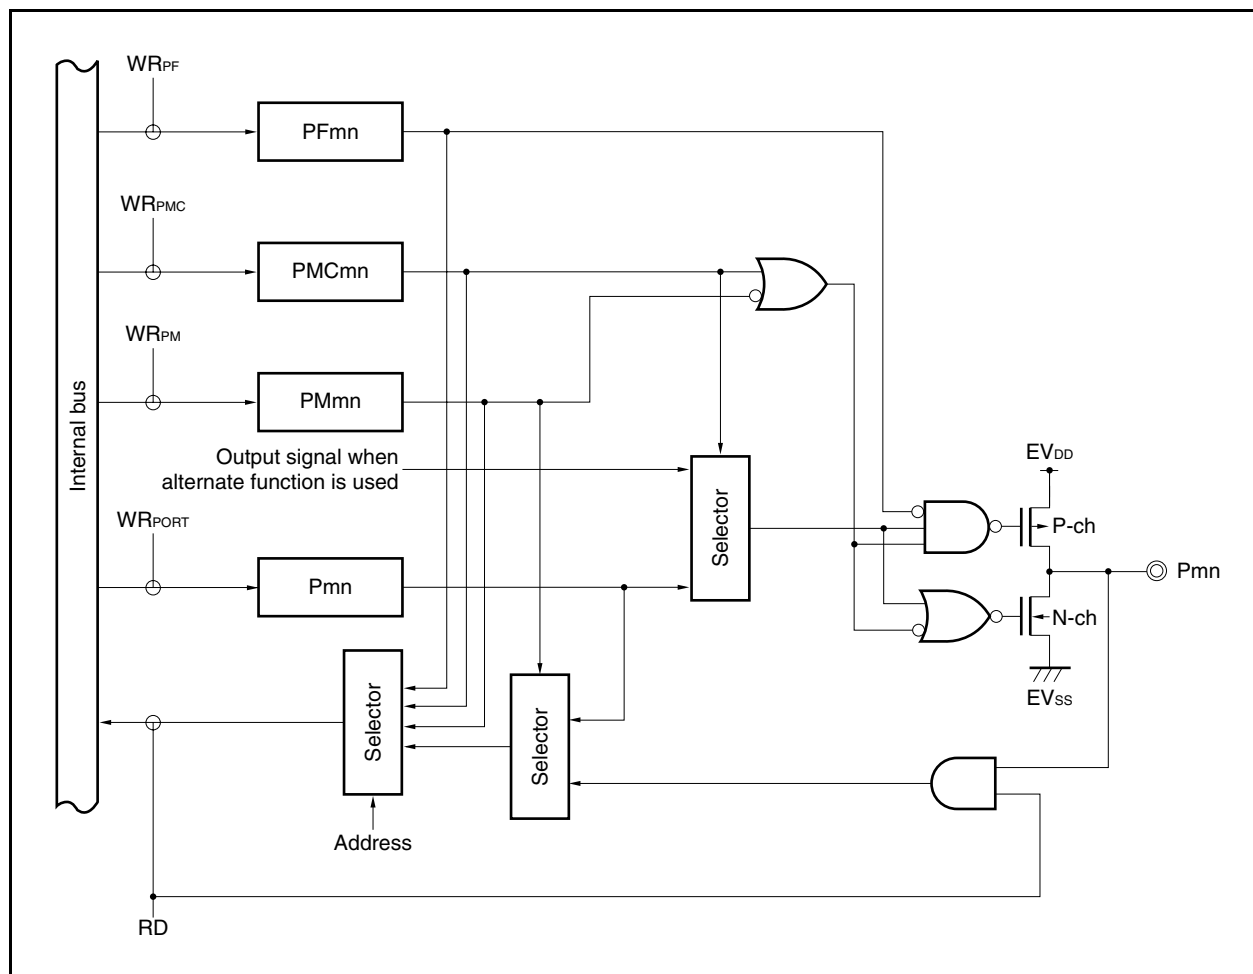 WRPF
PFmn
WRPMC
PMCmn
WRPM
PMmn
Internal bus
Output signal when
alternate function is used
WRPORT
Pmn
Selector
EVDD
P-ch
Pmn
N-ch
EVSS
Selector
Selector
Address
RD